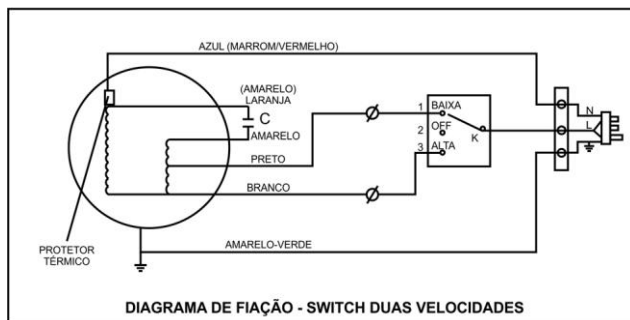 AZUL (MARROM/VERMELHO)
(AMARELO)
LARANJA
C
AMARELO
PRETO
BRANCO
1
BAIXA
OFF
2
K
3
ALTA
N
L
AMARELO-VERDE
PROTETOR
TÉRMICO
DIAGRAMA DE FIAÇÃO - SWITCH DUAS VELOCIDADES